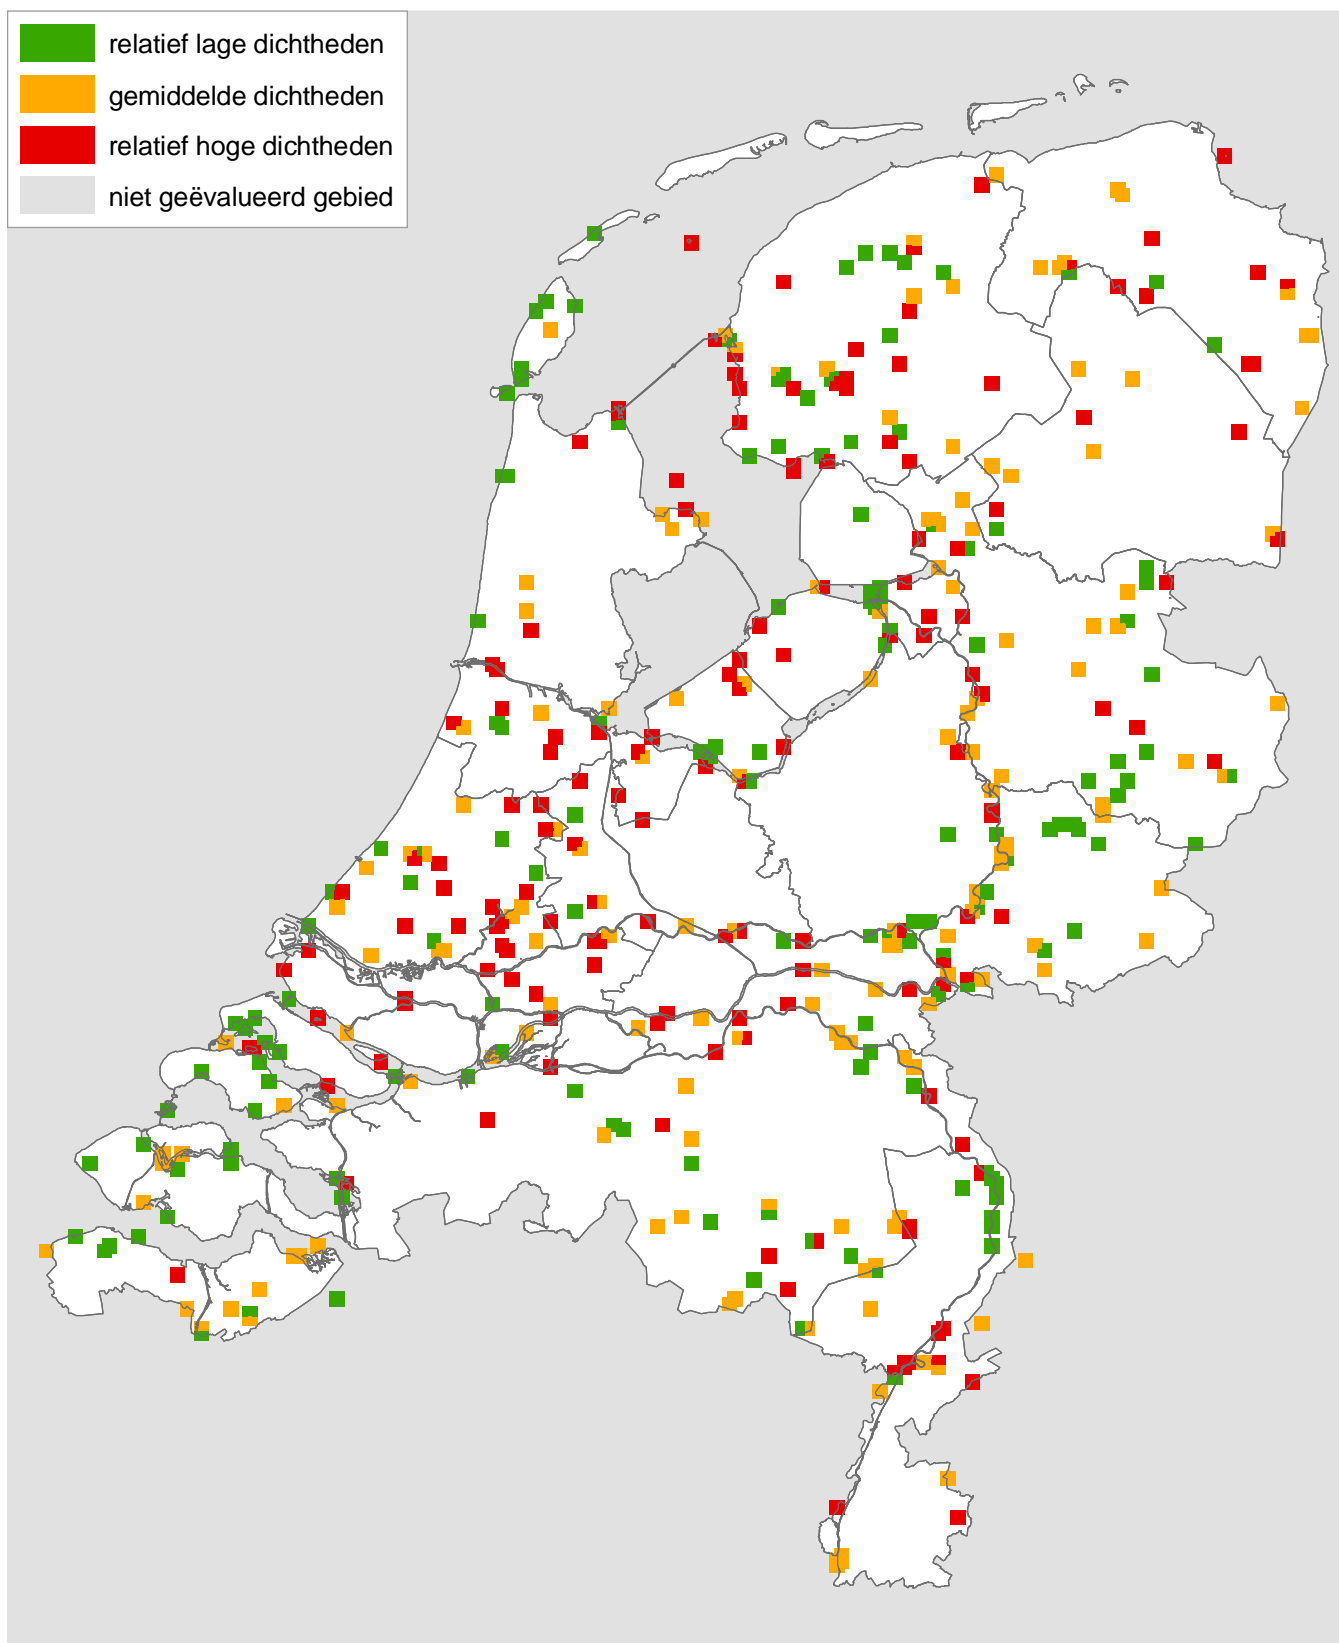 relatief lage dichtheden
gemiddelde dichtheden
relatief hoge dichtheden
niet geëvalueerd gebied